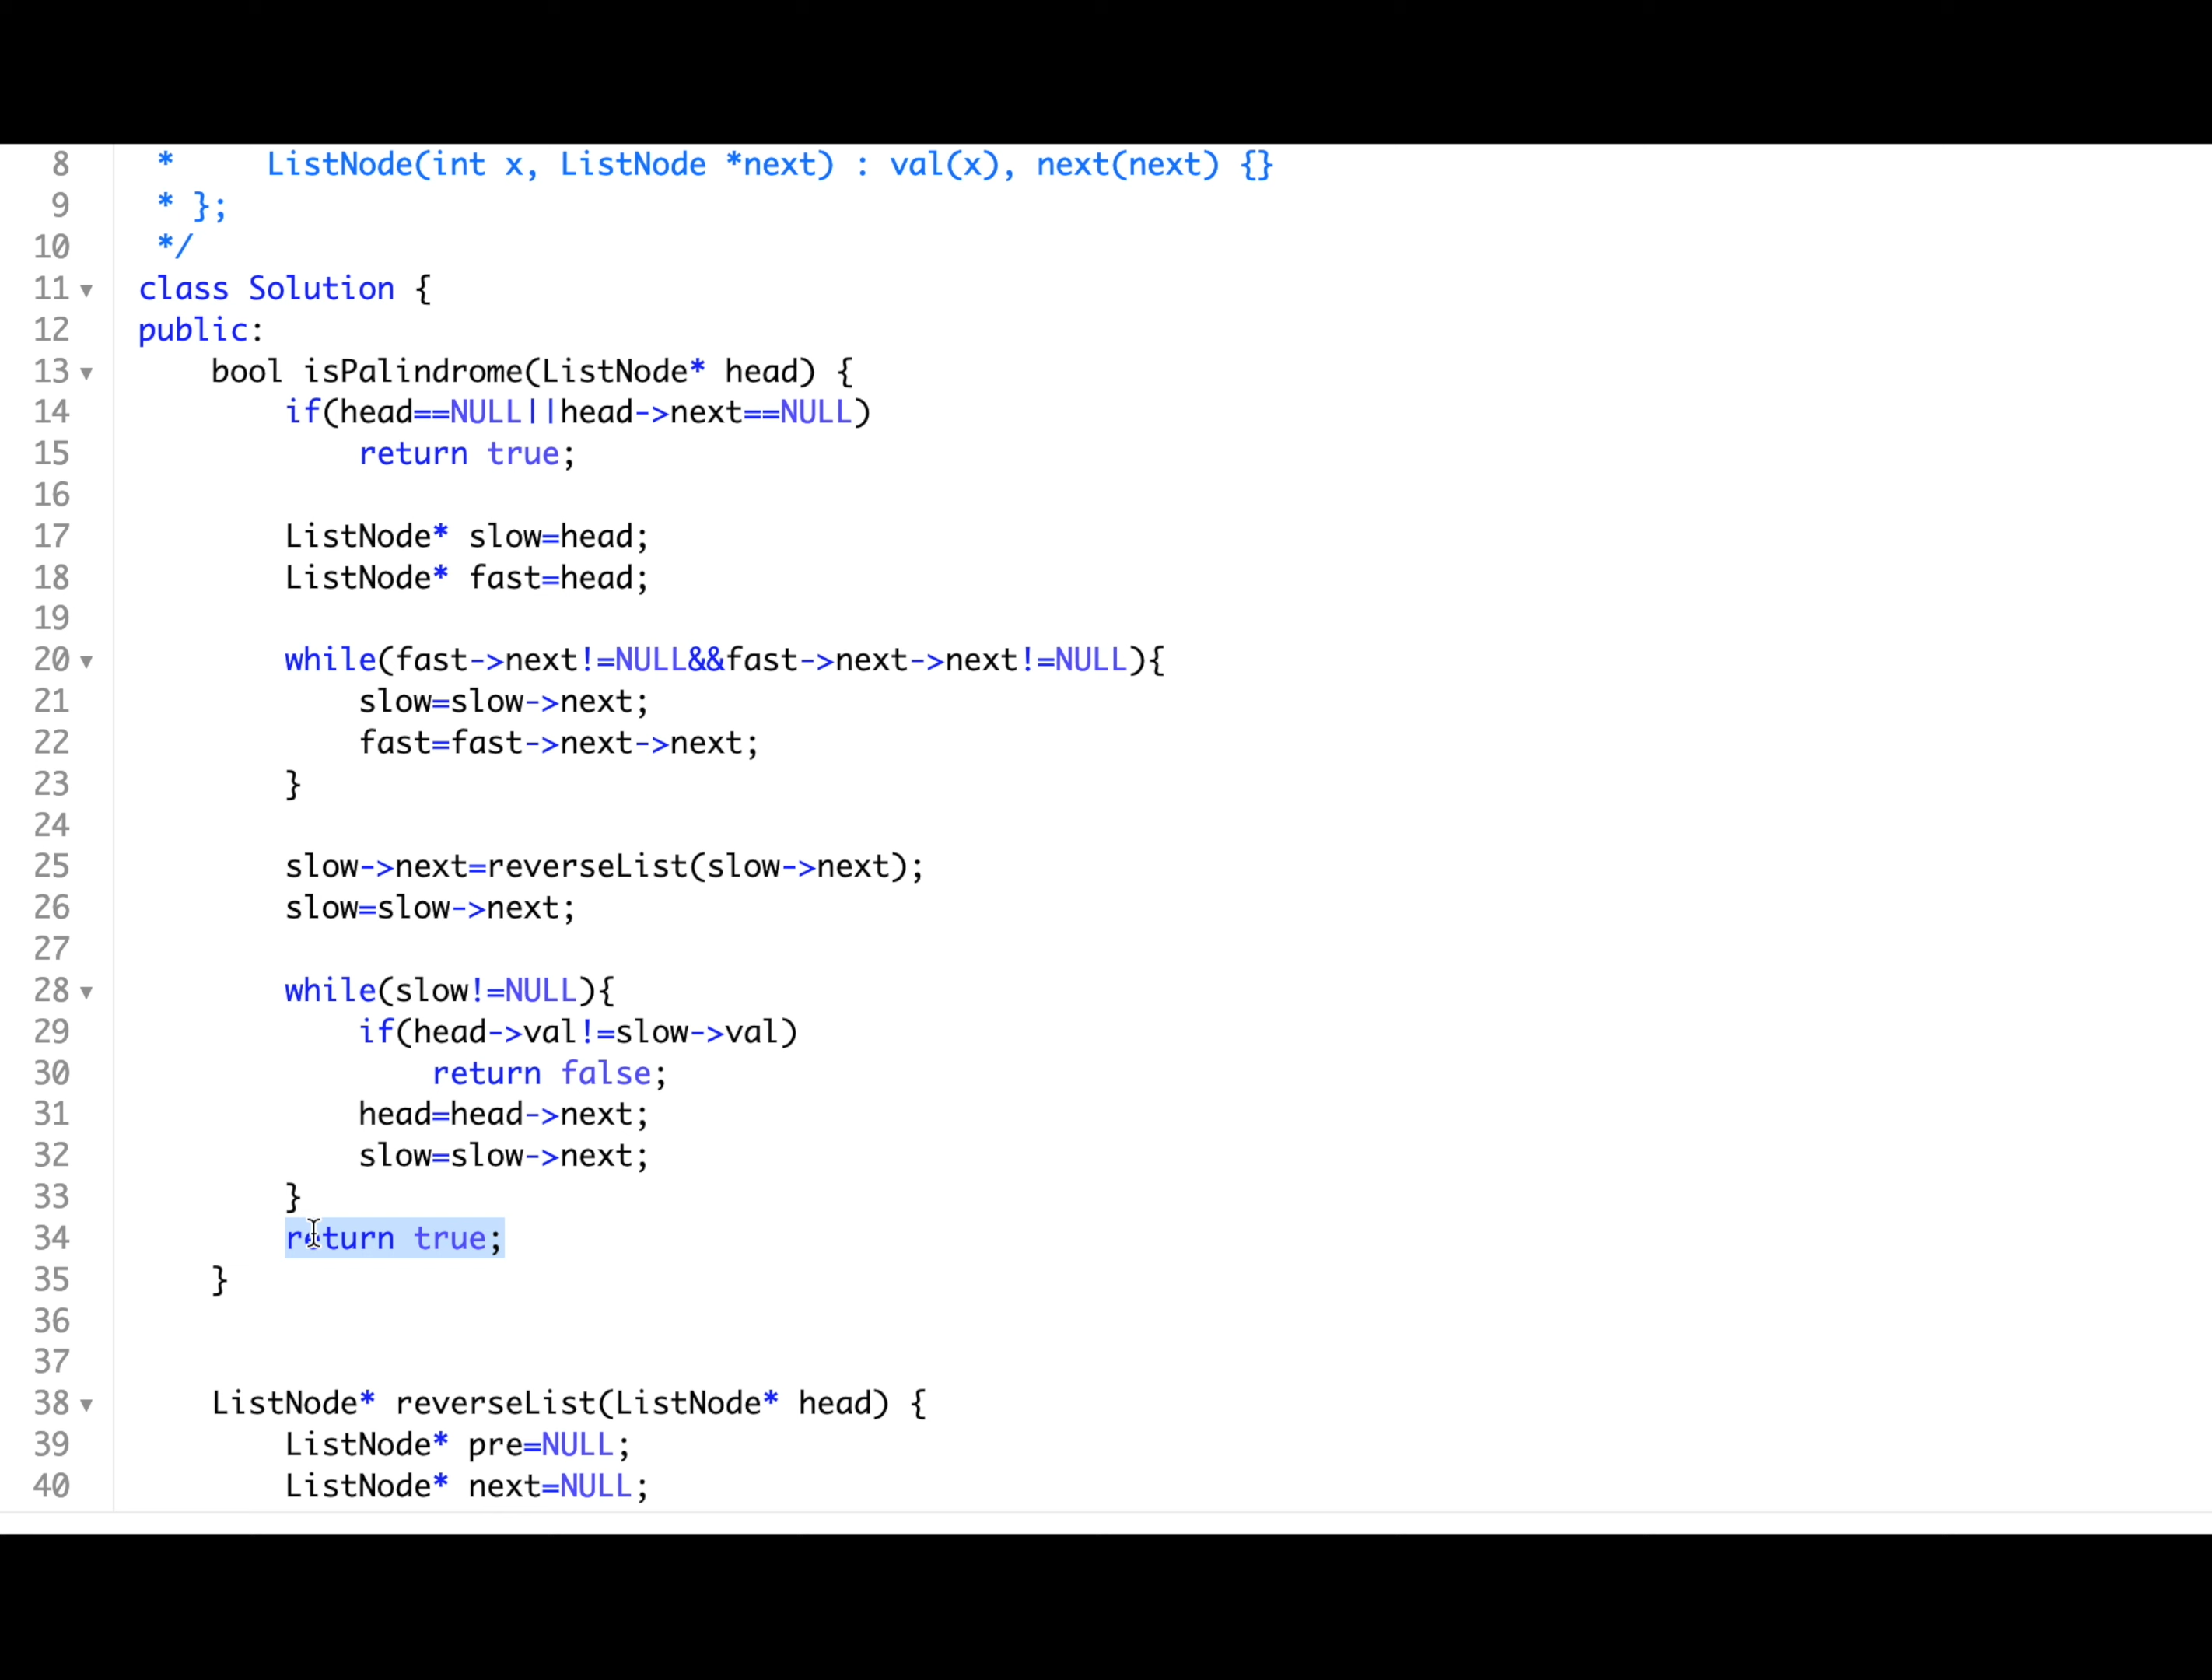 8 *     ListNode(int x, ListNode *next) : val(x), next(next) {}
9 * };
10 */
11 ▼ class Solution {
12 public:
13 ▼     bool isPalindrome(ListNode* head) {
14         if(head==NULL||head->next==NULL)
15             return true;
16
17         ListNode* slow=head;
18         ListNode* fast=head;
19
20 ▼         while(fast->next!=NULL&&fast->next->next!=NULL){
21             slow=slow->next;
22             fast=fast->next->next;
23         }
24
25         slow->next=reverseList(slow->next);
26         slow=slow->next;
27
28 ▼         while(slow!=NULL){
29             if(head->val!=slow->val)
30                 return false;
31             head=head->next;
32             slow=slow->next;
33         }
34         return true;
35     }
36
37
38 ▼     ListNode* reverseList(ListNode* head) {
39         ListNode* pre=NULL;
40         ListNode* next=NULL;